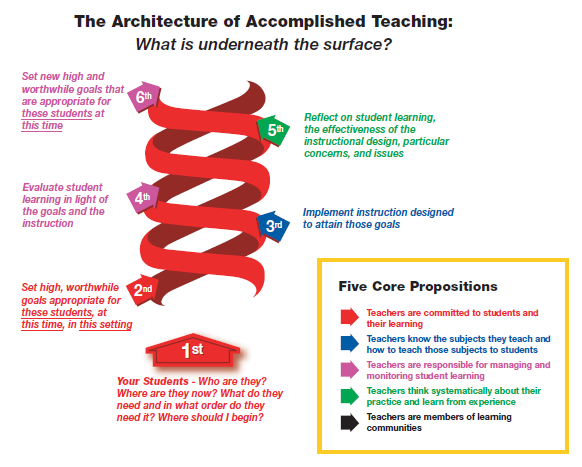 The Architecture of Accomplished Teaching:
What is underneath the surface?
Set new high and
worthwhile goals that
are appropriate for
these students at
this time
6th
5th
Reflect on student learning,
the effectiveness of the
instructional design, particular
concerns, and issues
Evaluate student
learning in light of
the goals and the
instruction
4th
3rd
Implement instruction designed
to attain those goals
Set high, worthwhile
goals appropriate for
these students, at
this time, in this setting
2nd
1st
Your Students - Who are they?
Where are they now? What do they
need and in what order do they
need it? Where should I begin?
Five Core Propositions
Teachers are committed to students and
their learning
Teachers know the subjects they teach and
how to teach those subjects to students
Teachers are responsible for managing and
monitoring student learning
Teachers think systematically about their
practice and learn from experience
Teachers are members of learning
communities